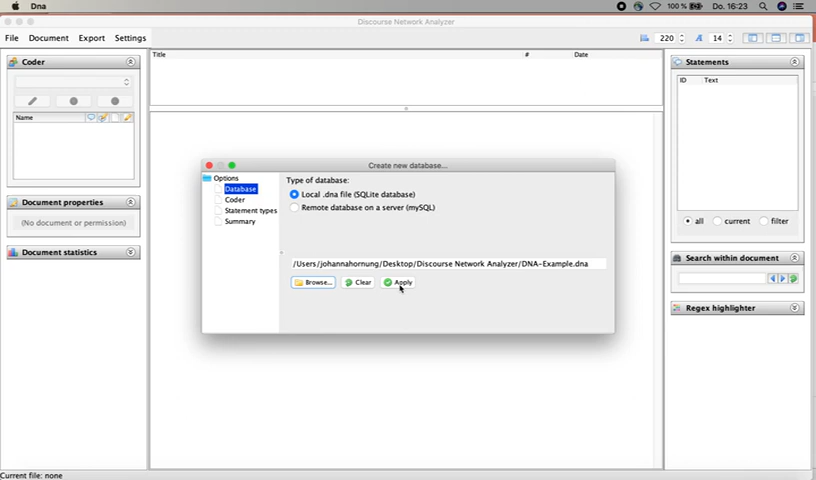 Dna
100 %
Do. 16:23
Discourse Network Analyzer
File Document Export Settings
220
14
Coder
Name
Document properties
(No document or permission)
Document statistics
Title # Date
Create new database...
Options
Database
Coder
Statement types
Summary
Type of database:
Local .dna file (SQLite database)
Remote database on a server (mySQL)
/Users/johannahornung/Desktop/Discourse Network Analyzer/DNA-Example.dna
Browse... Clear Apply
Statements
ID Text
all current filter
Search within document
Regex highlighter
Current file: none